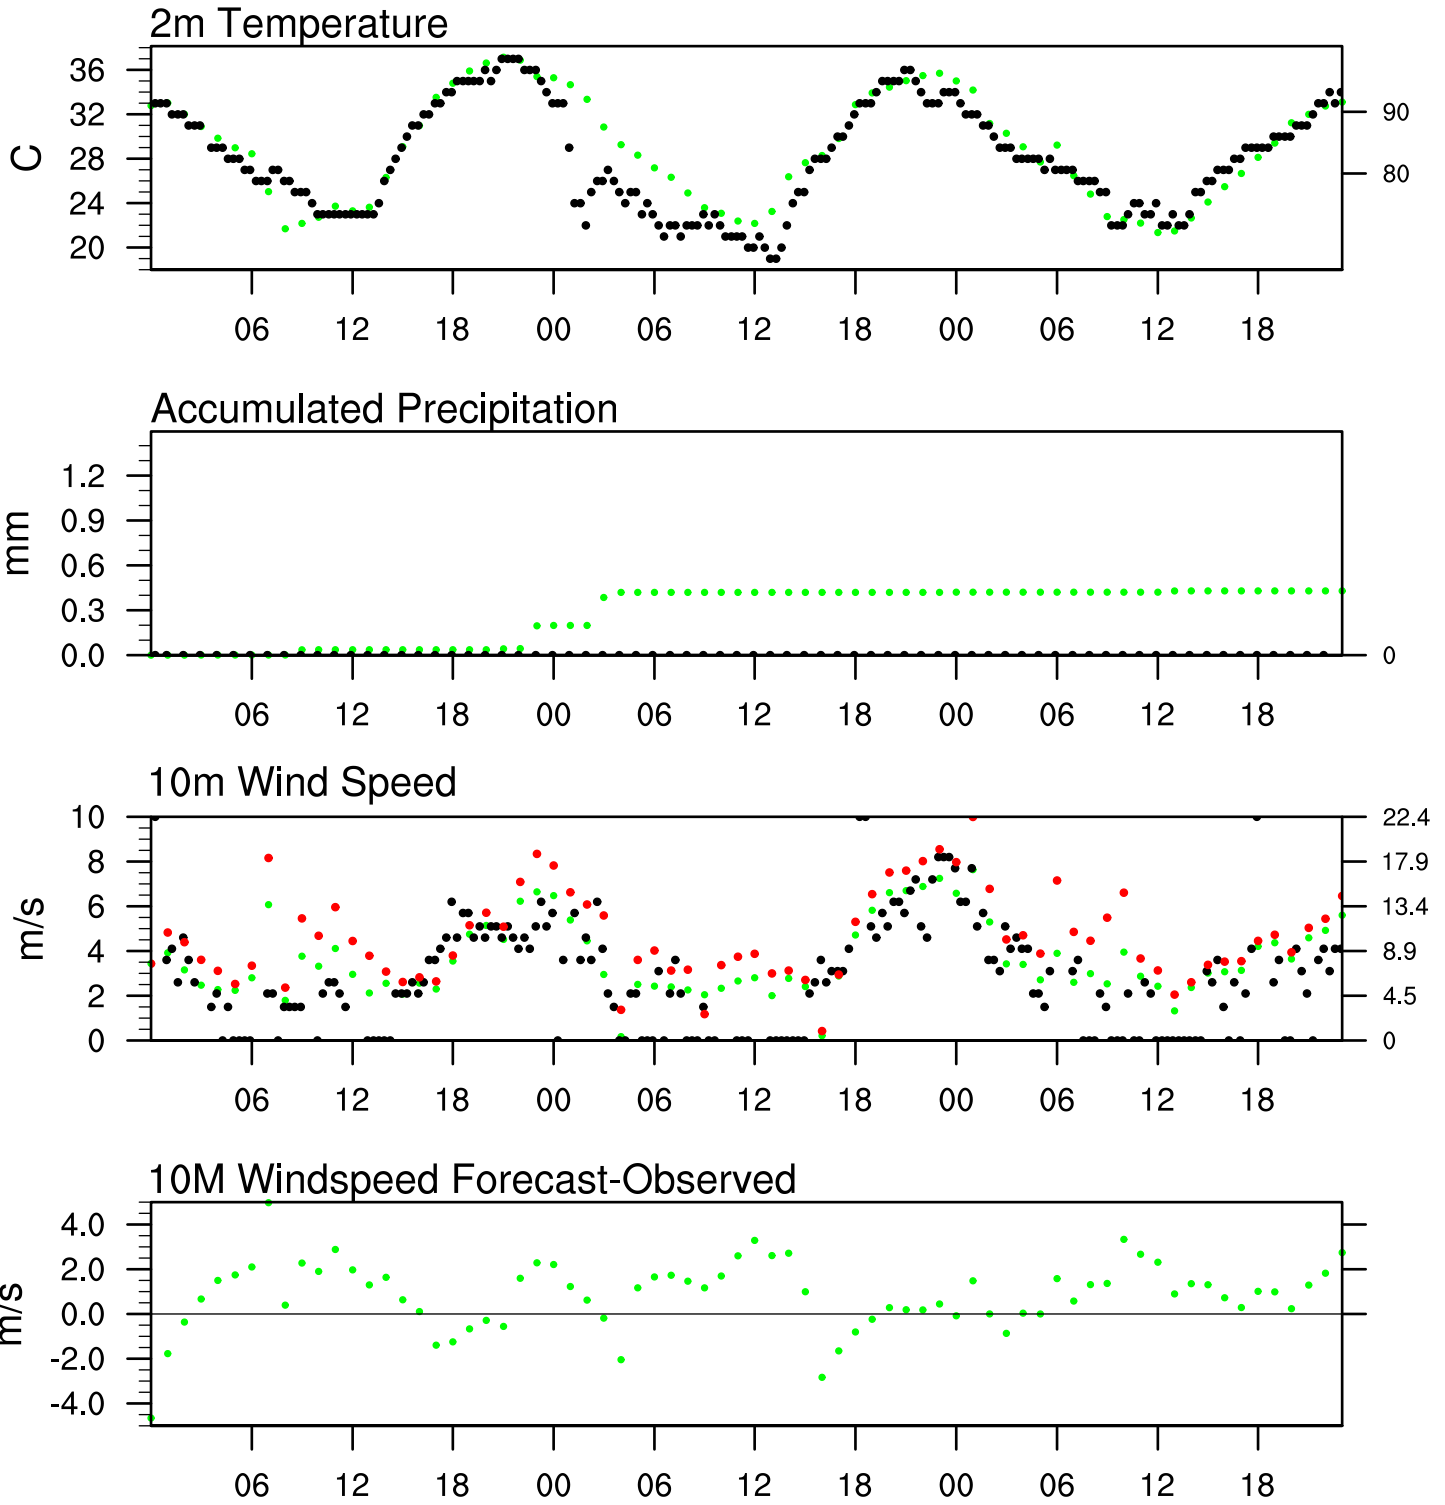 2m Temperature
36
32
28
24
20
C
90
80
06 12 18 00 06 12 18 00 06 12 18
Accumulated Precipitation
1.2
0.9
0.6
0.3
0.0
mm
0
06 12 18 00 06 12 18 00 06 12 18
10m Wind Speed
10
8
6
4
2
0
m/s
22.4
17.9
13.4
8.9
4.5
0
06 12 18 00 06 12 18 00 06 12 18
10M Windspeed Forecast-Observed
4.0
2.0
0.0
-2.0
-4.0
m/s
06 12 18 00 06 12 18 00 06 12 18